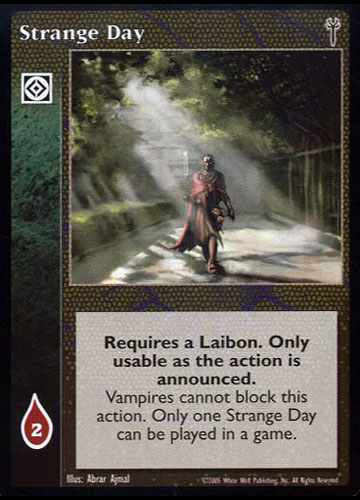 Strange Day
Requires a Laibon. Only
usable as the action is
announced.
Vampires cannot block this
action. Only one Strange Day
can be played in a game.
2
Illus: Abrar Ajmal
©2005 White Wolf Publishing, Inc. All Rights Reserved.